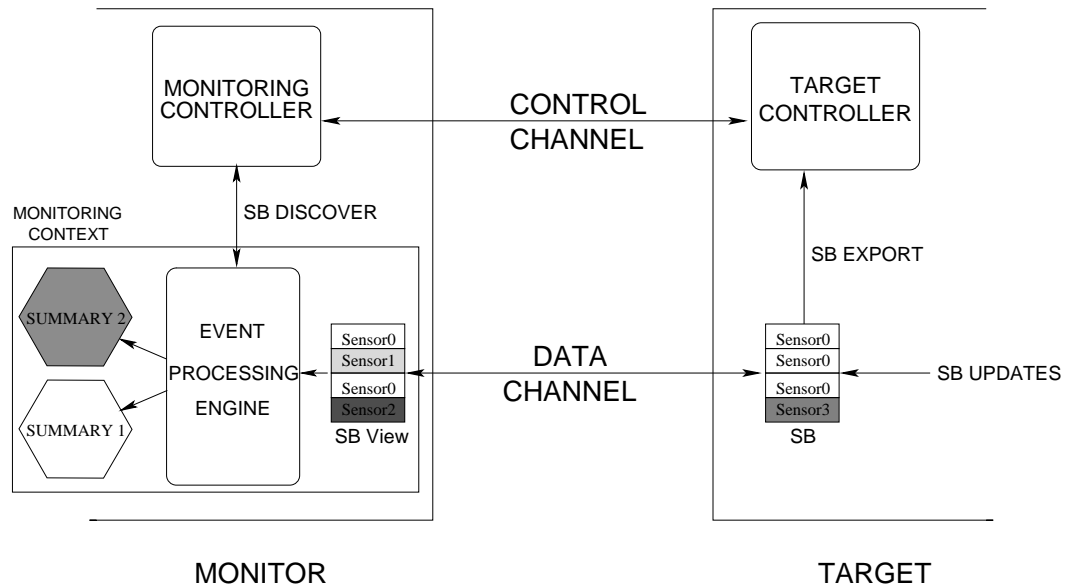 MONITORING
CONTROLLER
CONTROL
CHANNEL
TARGET
CONTROLLER
SB DISCOVER
MONITORING
CONTEXT
SB EXPORT
SUMMARY 2
SUMMARY 1
EVENT
PROCESSING
ENGINE
Sensor0
Sensor1
Sensor0
Sensor2
SB View
DATA
CHANNEL
Sensor0
Sensor0
Sensor0
Sensor3
SB
SB UPDATES
MONITOR
TARGET